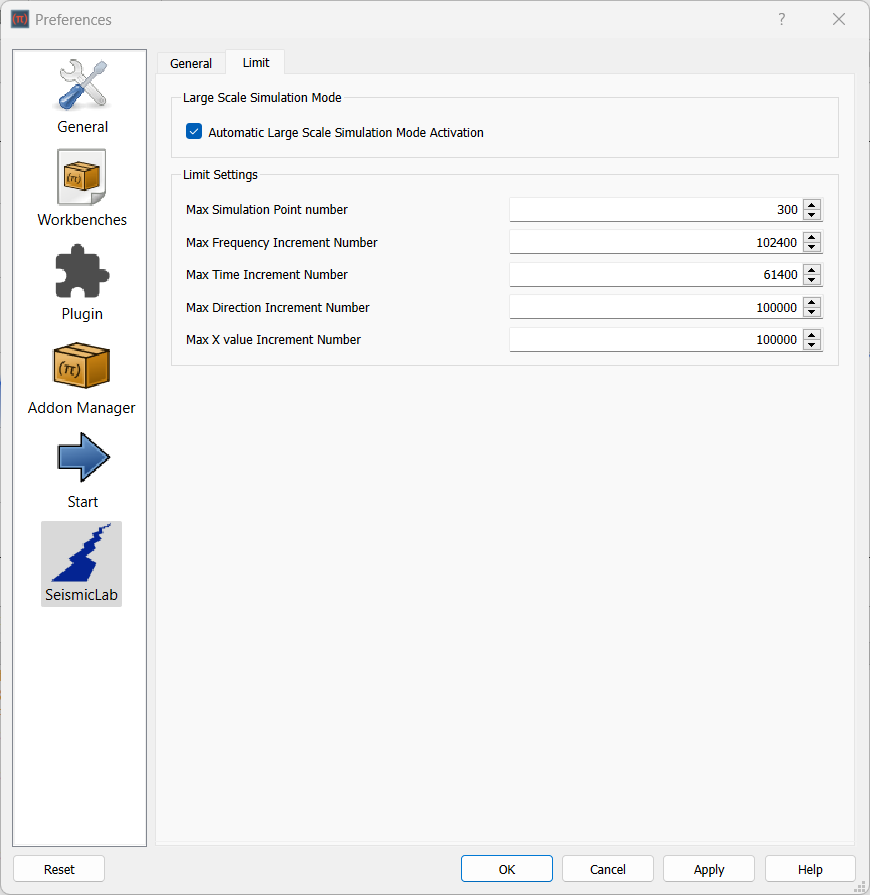 Preferences
?
General
Workbenches
Plugin
Addon Manager
Start
SeismicLab
General Limit
Large Scale Simulation Mode
Automatic Large Scale Simulation Mode Activation
Limit Settings
Max Simulation Point number 300
Max Frequency Increment Number 102400
Max Time Increment Number 61400
Max Direction Increment Number 100000
Max X value Increment Number 100000
Reset OK Cancel Apply Help